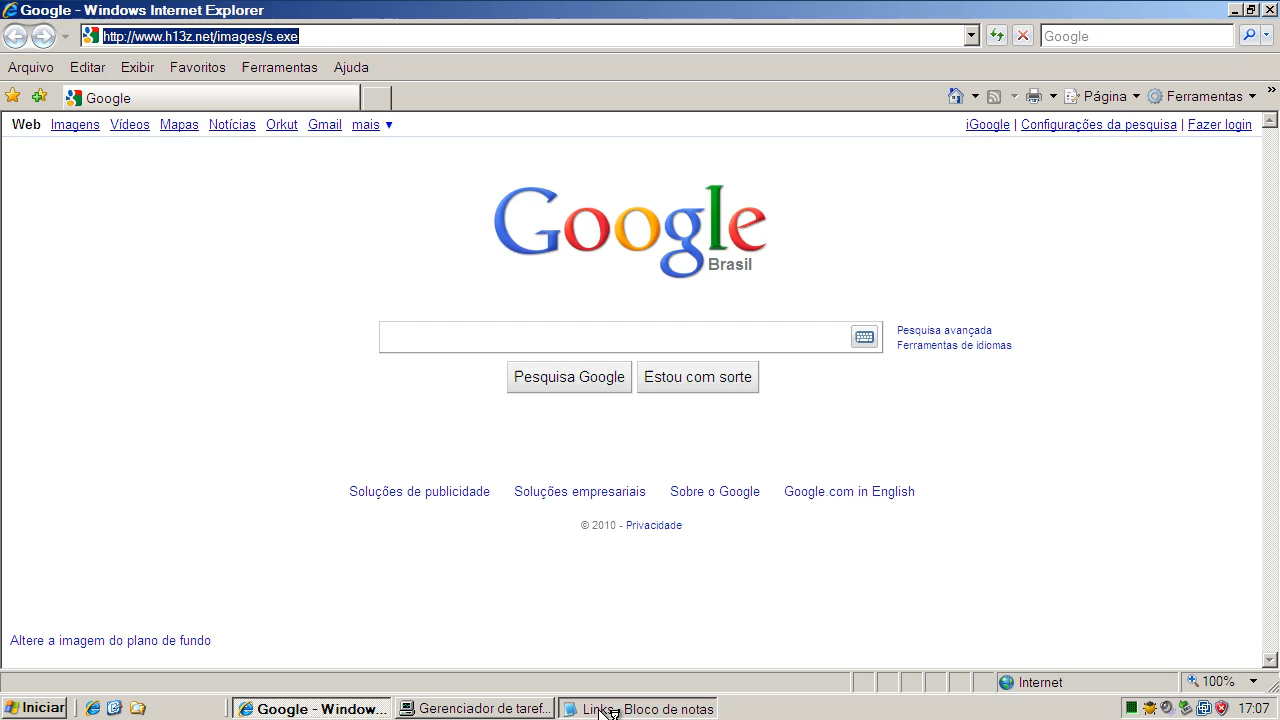 Google - Windows Internet Explorer
http://www.h13z.net/images/s.exe
Google
Arquivo Editar Exibir Favoritos Ferramentas Ajuda
Google
Página Ferramentas »
Web Imagens Vídeos Mapas Notícias Orkut Gmail mais ▼
iGoogle | Configurações da pesquisa | Fazer login
Google
Brasil
Pesquisa avançada
Ferramentas de idiomas
Pesquisa Google Estou com sorte
Soluções de publicidade Soluções empresariais Sobre o Google Google.com in English
© 2010 - Privacidade
Altere a imagem do plano de fundo
Internet 100%
Iniciar Google - Window... Gerenciador de taref... Links - Bloco de notas 17:07